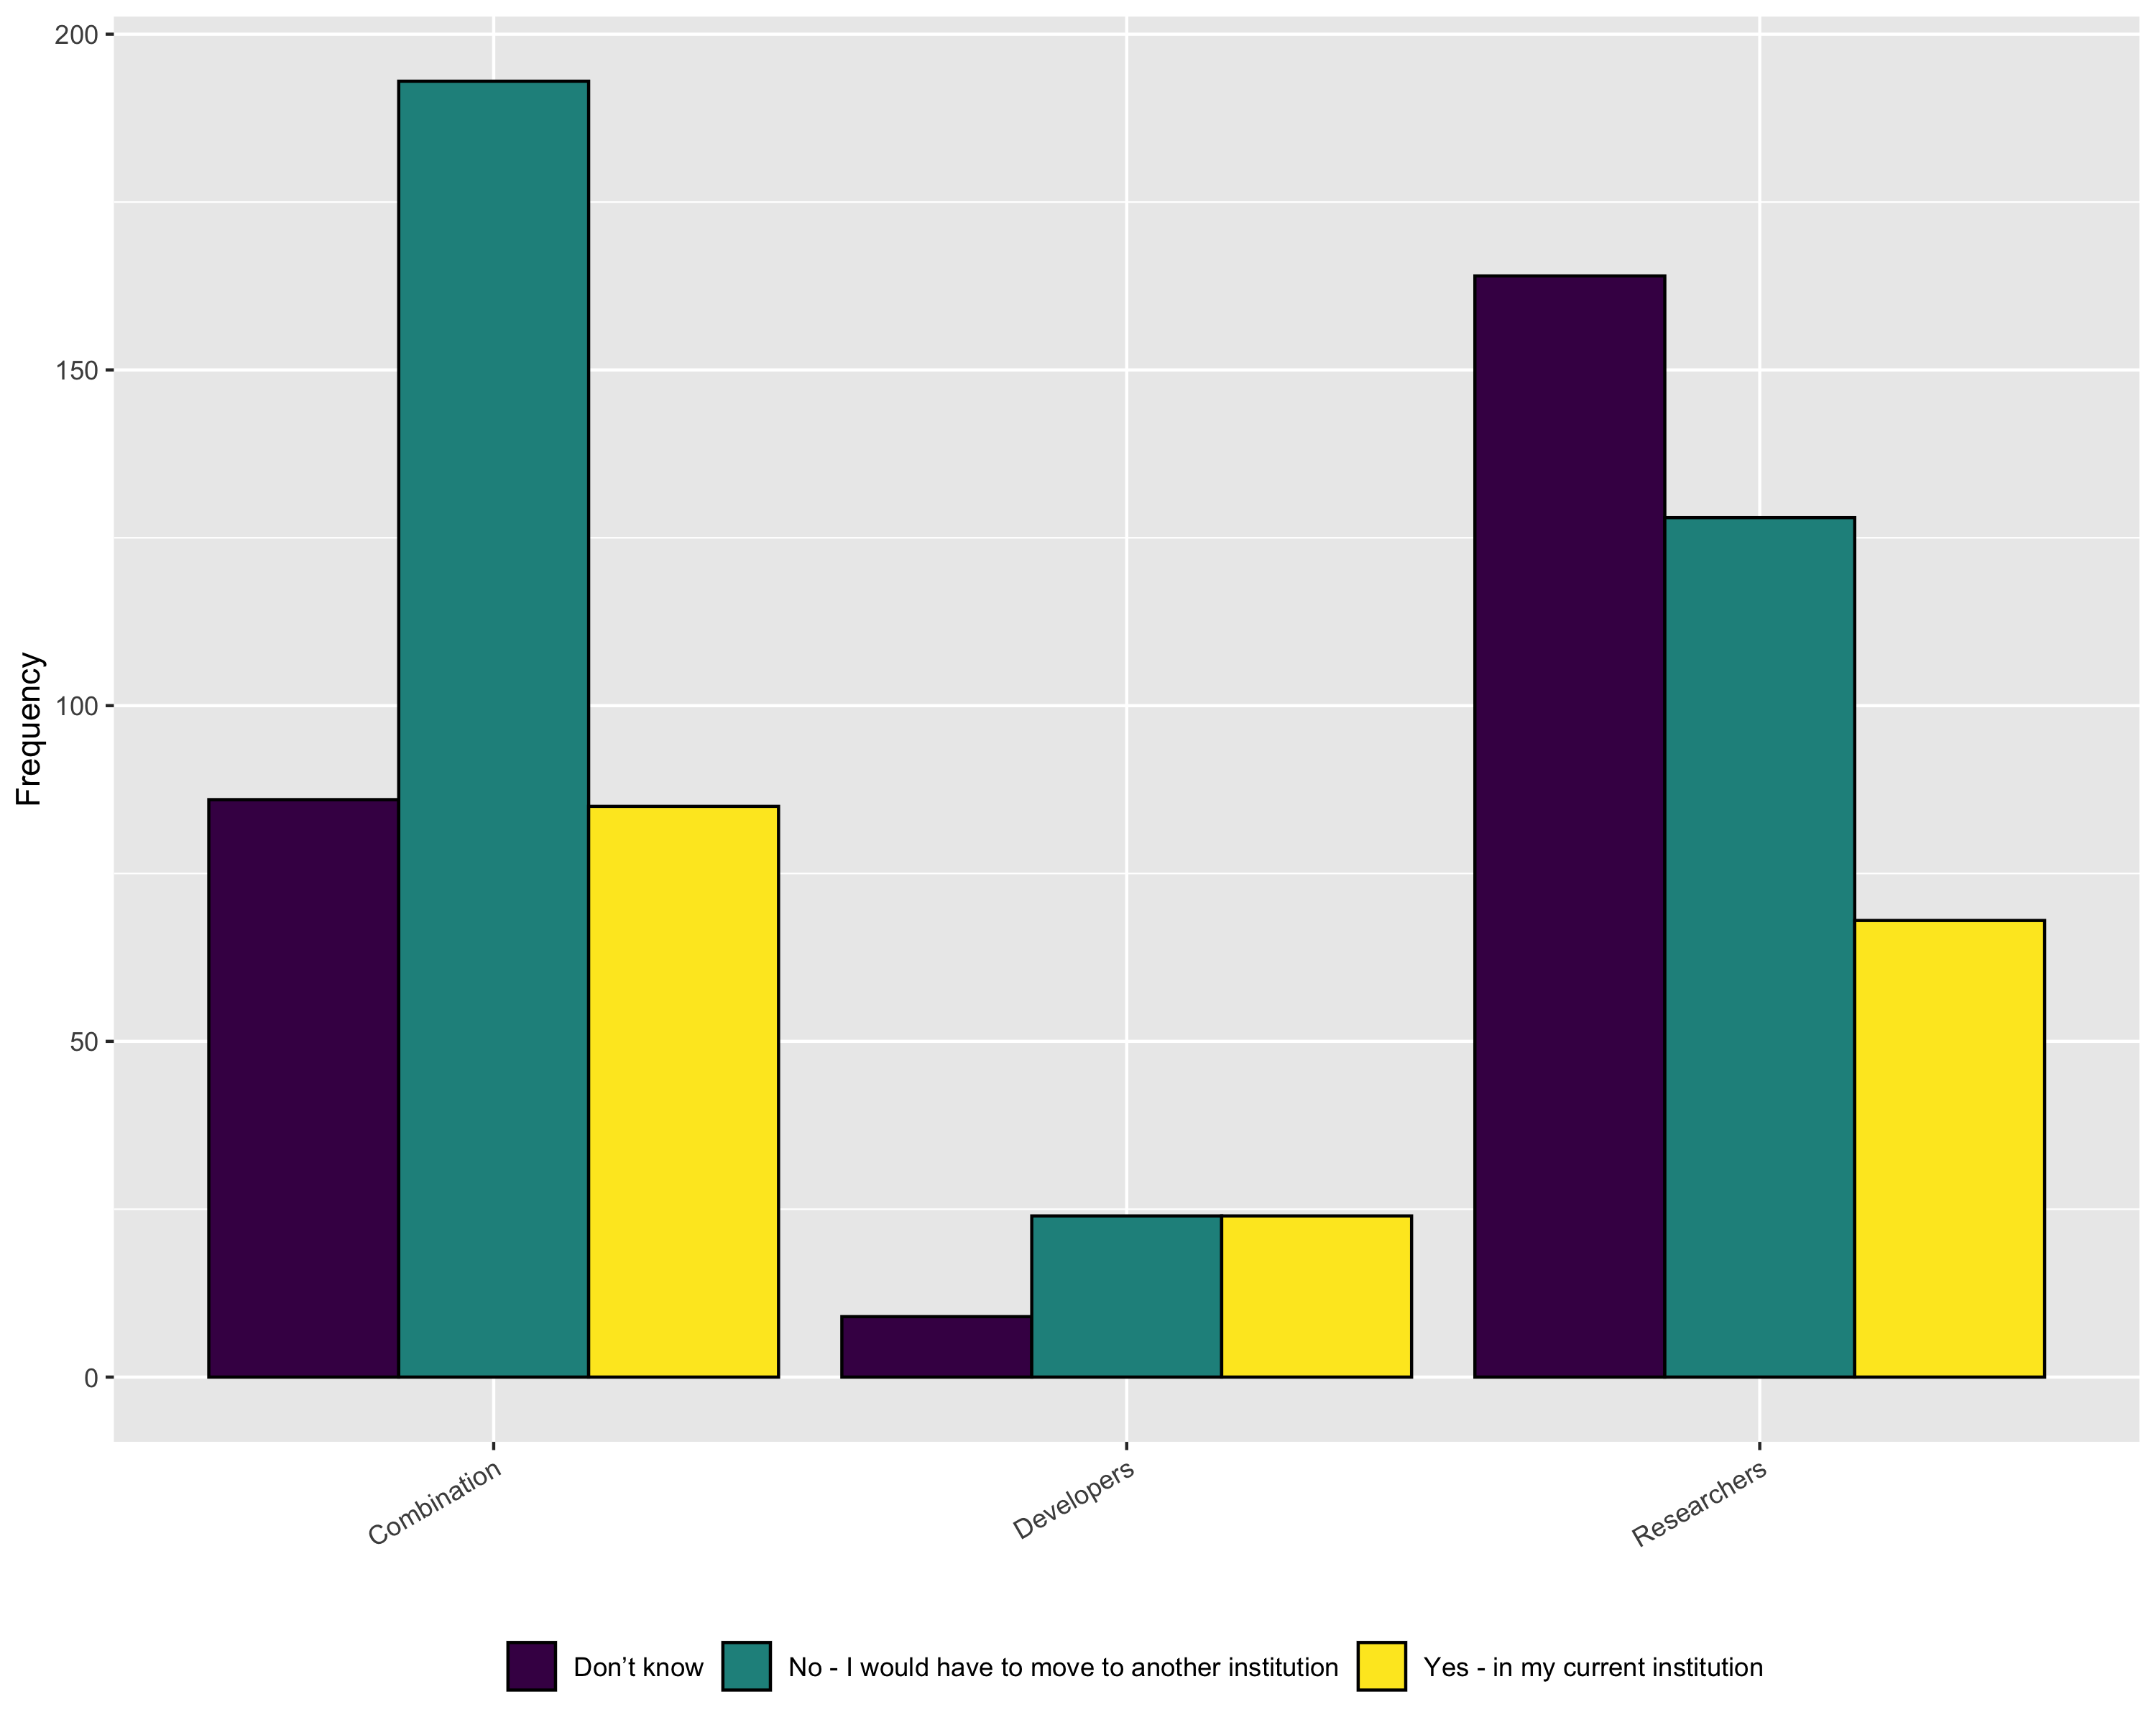 200
150
100
50
0
Frequency
Combination
Developers
Researchers
Don’t know
No - I would have to move to another institution
Yes - in my current institution